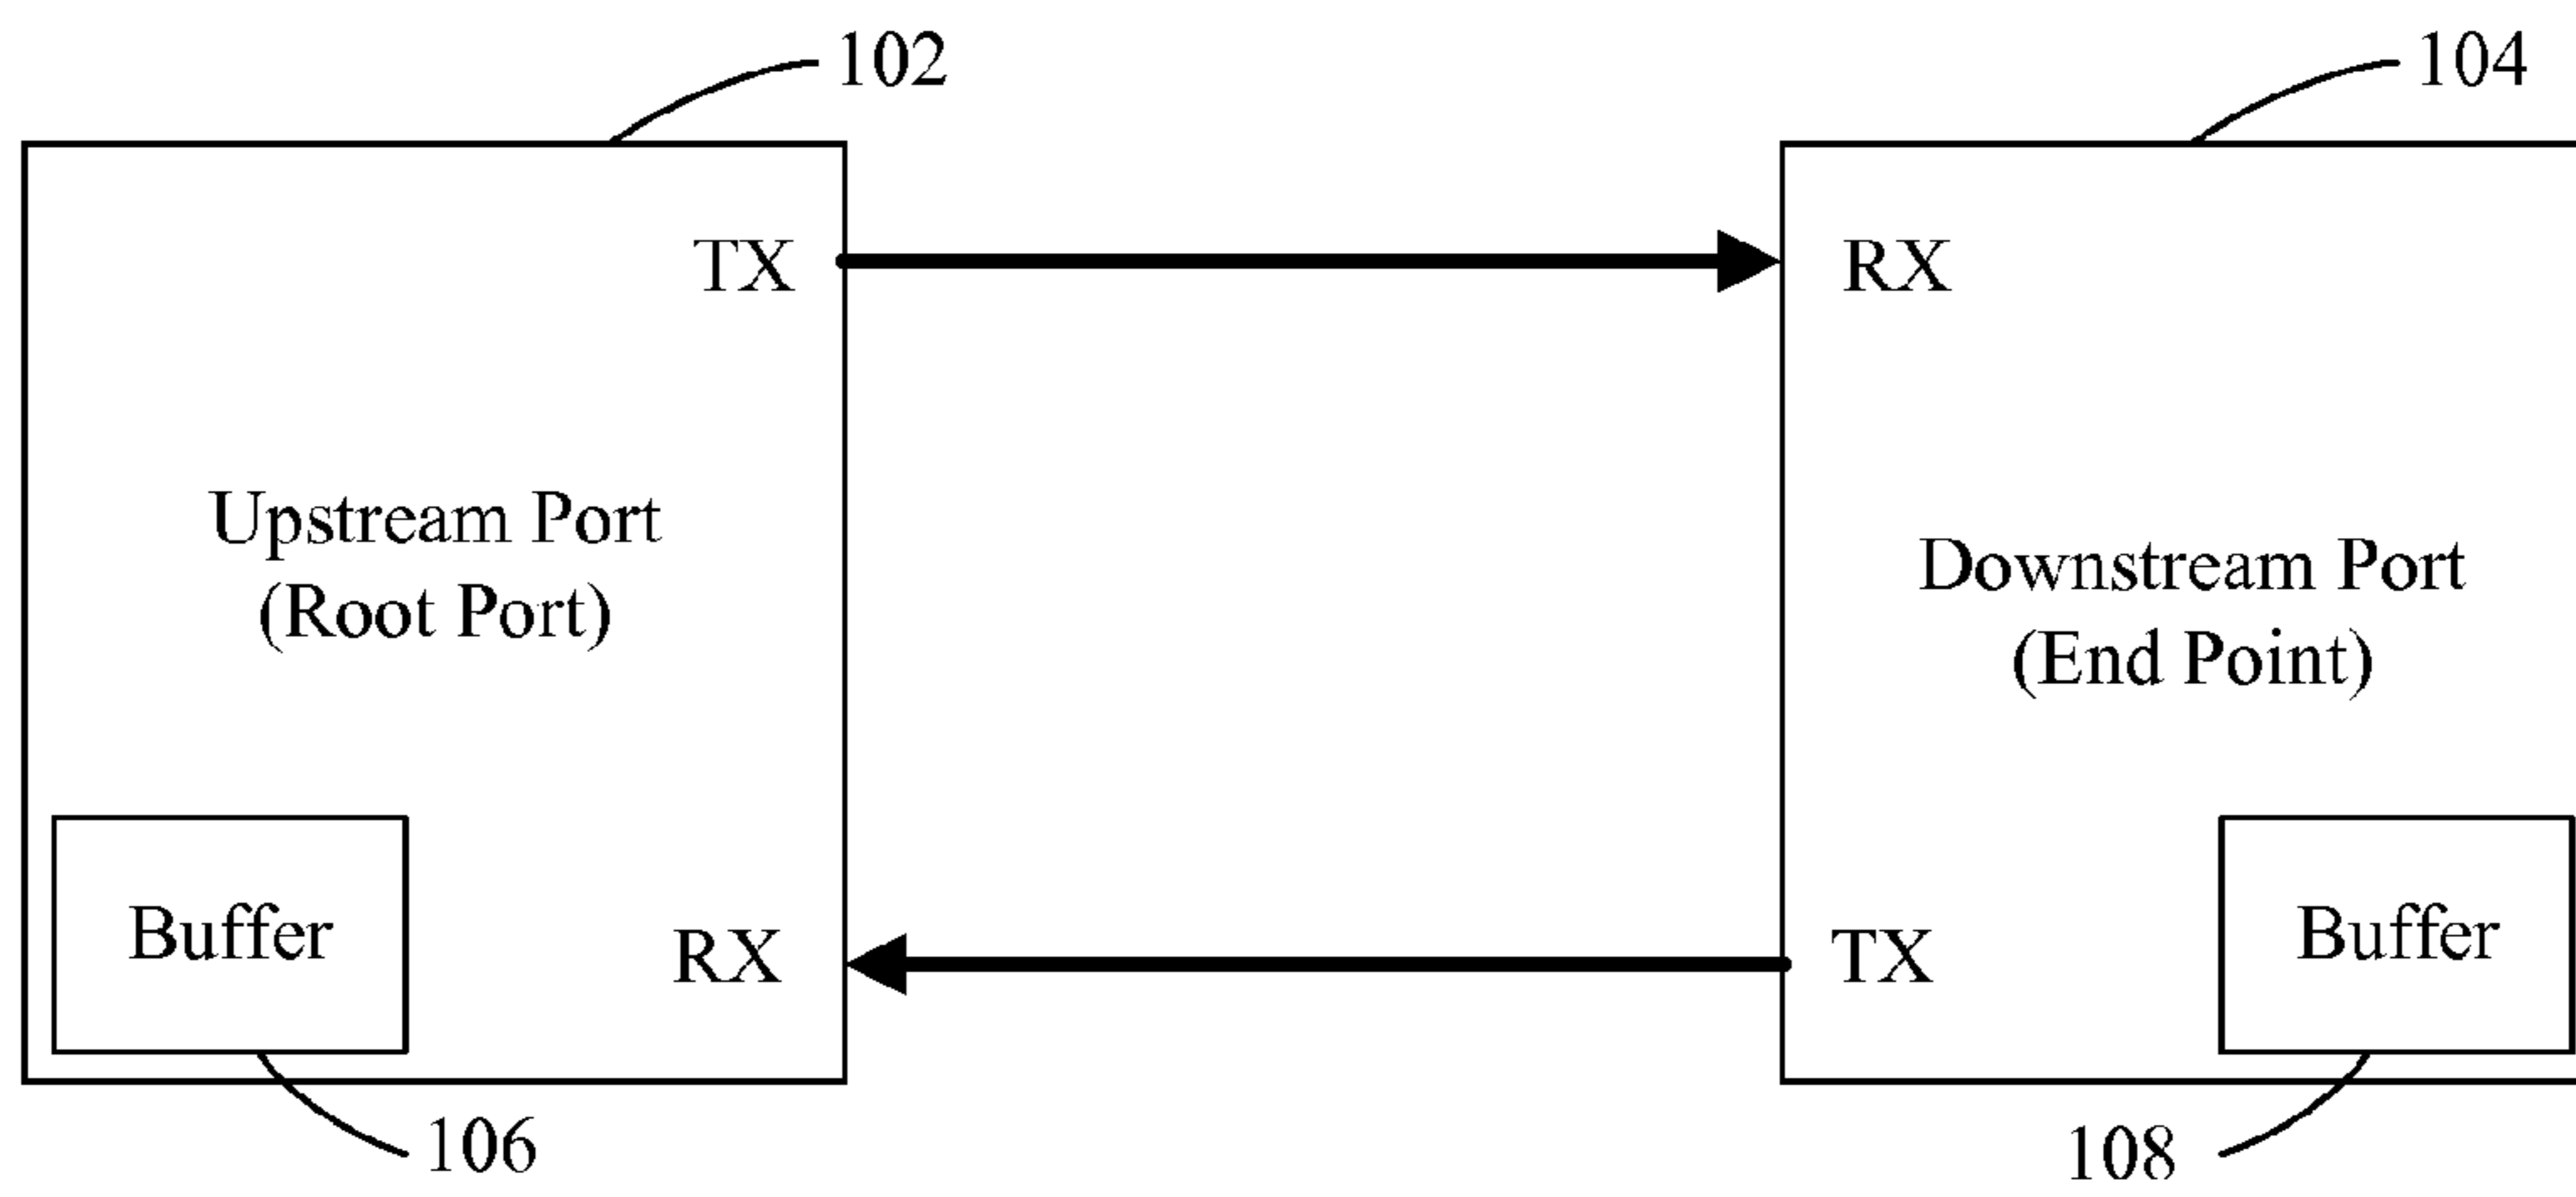 102
104
TX
RX
Upstream Port
(Root Port)
Downstream Port
(End Point)
Buffer
RX
TX
Buffer
106
108